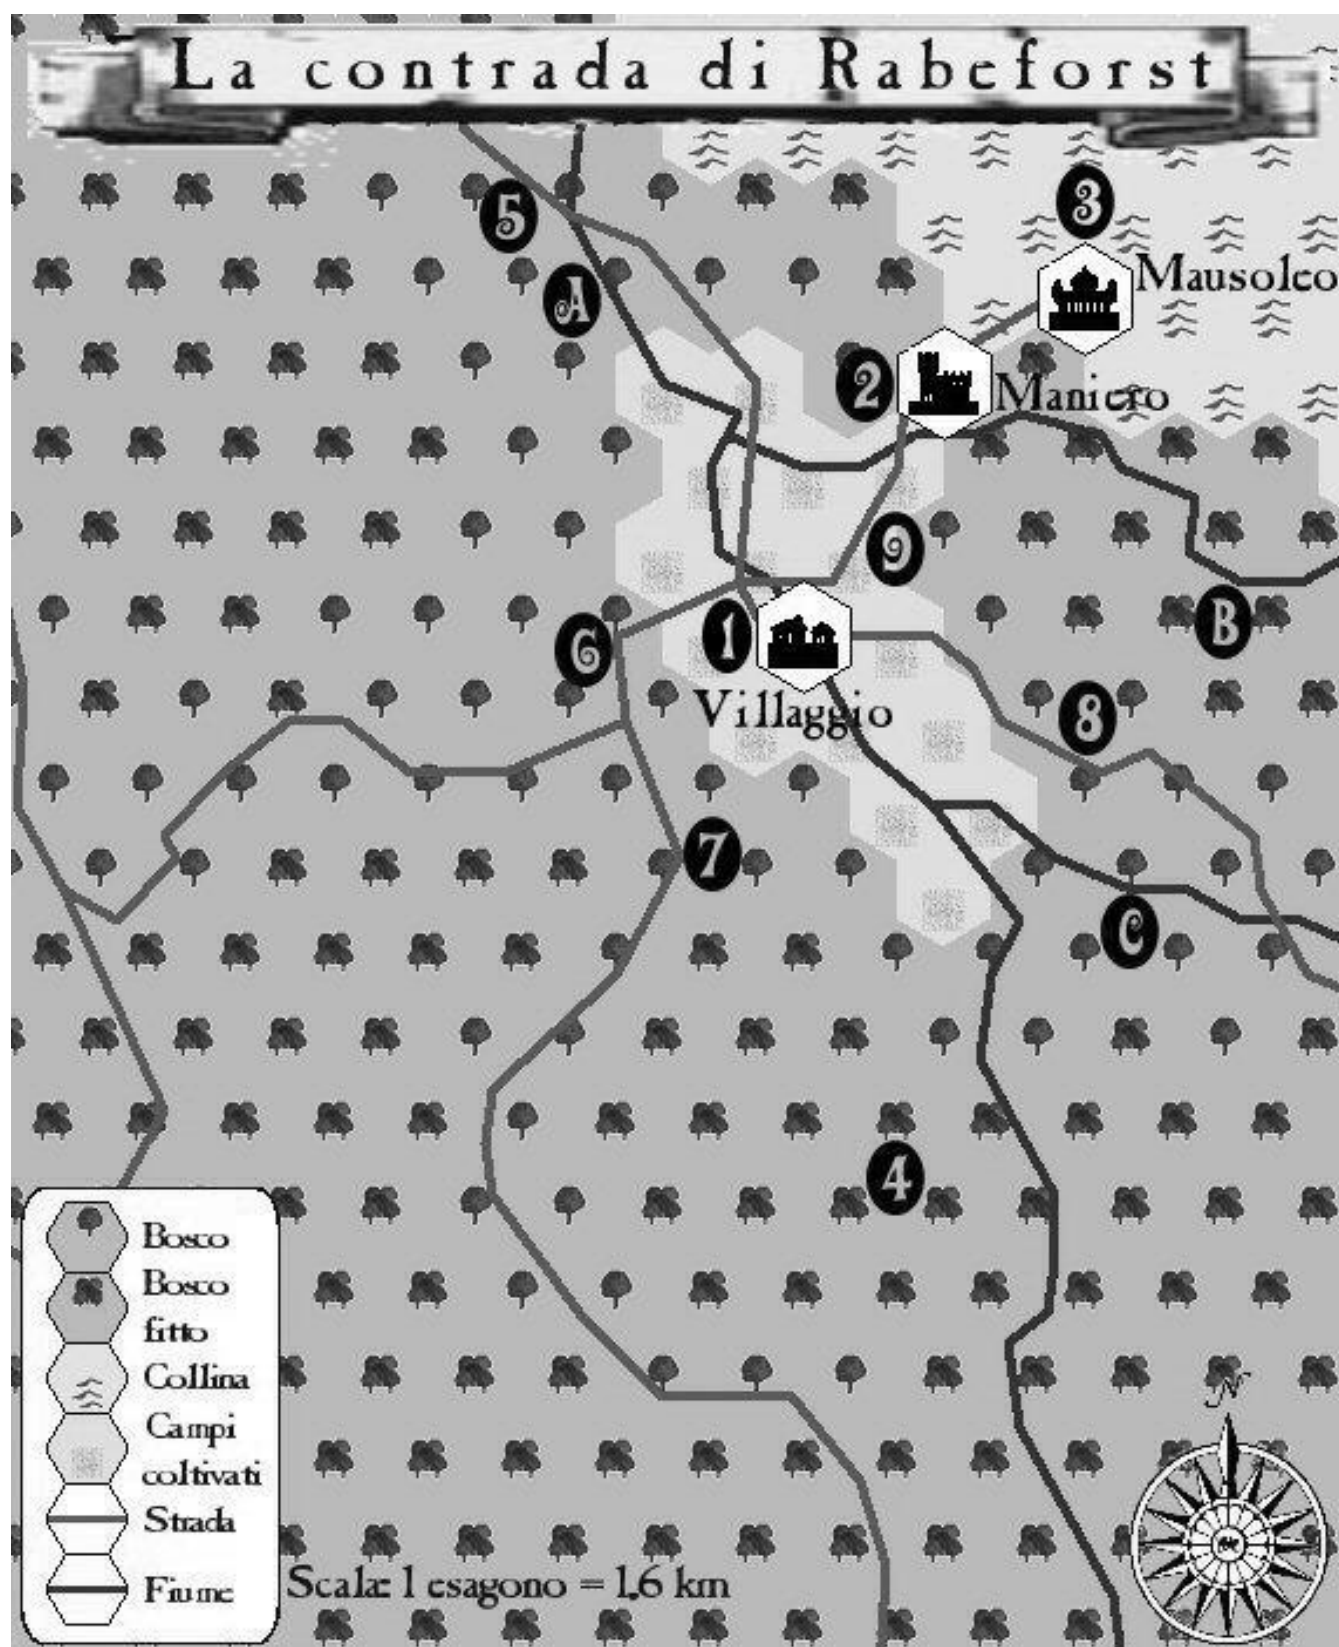 La contrada di Rabeforst
3
5
Mausoleo
A
2
Maniero
9
1
B
6
Villaggio
8
7
C
4
Bosco
Bosco
fitto
Collina
N
Campi
coltivati
Strada
Fiume
Scala: 1 esagono = 1,6 km